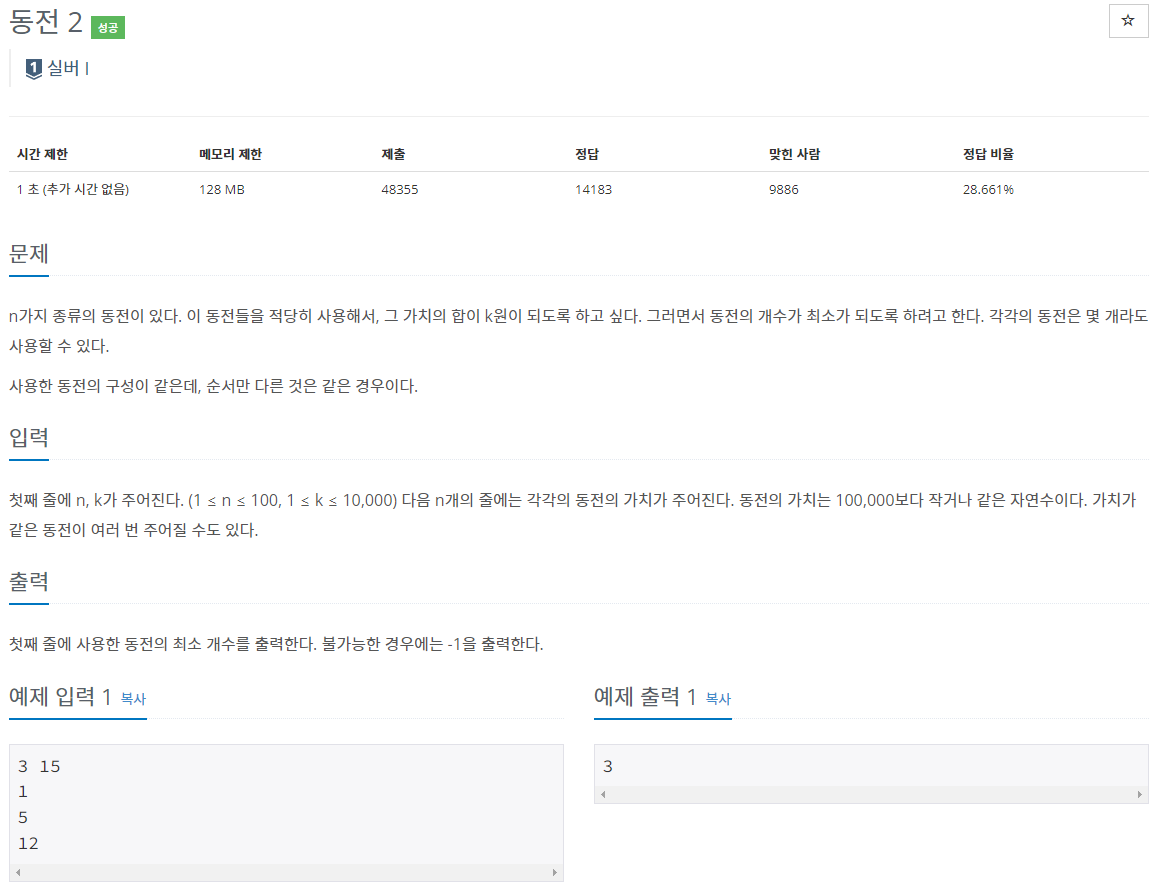 동전 2 성공
☆
1 실버 I
시간 제한 메모리 제한 제출 정답 맞힌 사람 정답 비율
1 초 (추가 시간 없음) 128 MB 48355 14183 9886 28.661%
문제
n가지 종류의 동전이 있다. 이 동전들을 적당히 사용해서, 그 가치의 합이 k원이 되도록 하고 싶다. 그러면서 동전의 개수가 최소가 되도록 하려고 한다. 각각의 동전은 몇 개라도
사용할 수 있다.
사용한 동전의 구성이 같은데, 순서만 다른 것은 같은 경우이다.
입력
첫째 줄에 n, k가 주어진다. (1 ≤ n ≤ 100, 1 ≤ k ≤ 10,000) 다음 n개의 줄에는 각각의 동전의 가치가 주어진다. 동전의 가치는 100,000보다 작거나 같은 자연수이다. 가치가
같은 동전이 여러 번 주어질 수도 있다.
출력
첫째 줄에 사용한 동전의 최소 개수를 출력한다. 불가능한 경우에는 -1을 출력한다.
예제 입력 1 복사
3 15
1
5
12
예제 출력 1 복사
3